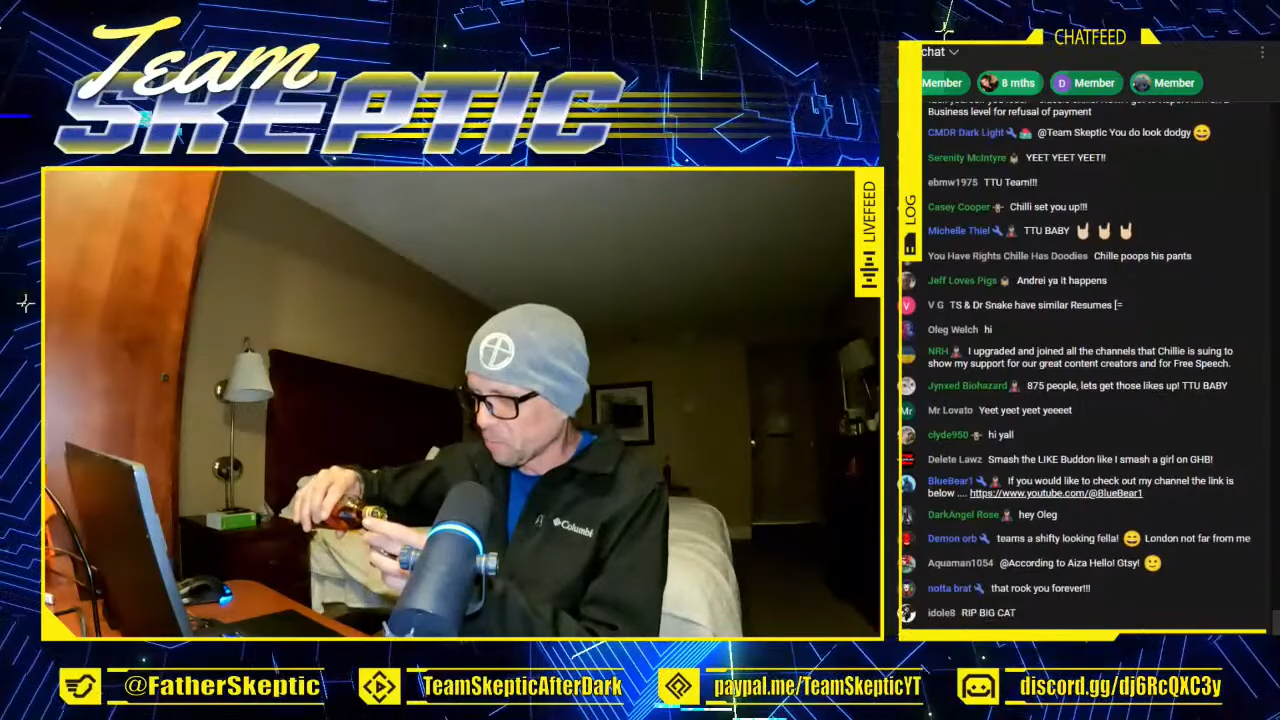 Team
SKEPTIC
CHATFEED
LIVEFEED
LOG
Columbi
chat
Member
8 mths
D Member
Member
Business level for refusal of payment
CMDR Dark Light @Team Skeptic You do look dodgy
Serenity McIntyre YEET YEET YEET!!
ebmw1975 TTU Team!!!
Casey Cooper Chilli set you up!!!
Michelle Thiel TTU BABY
You Have Rights Chille Has Doodies Chille poops his pants
Jeff Loves Pigs Andrei ya it happens
V V G TS & Dr Snake have similar Resumes [=
Oleg Welch hi
NRH I upgraded and joined all the channels that Chillie is suing to
show my support for our great content creators and for Free Speech.
Jynxed Biohazard 875 people, lets get those likes up! TTU BABY
Mr Mr Lovato Yeet yeet yeet yeeeet
clyde950 hi yall
Delete Lawz Smash the LIKE Buddon like I smash a girl on GHB!
BlueBear1 If you would like to check out my channel the link is
below .... https://www.youtube.com/@BlueBear1
DarkAngel Rose hey Oleg
Demon orb teams a shifty looking fella! London not far from me
Aquaman1054 @According to Aiza Hello! Gtsy!
notta brat that rook you forever!!!
idole8 RIP BIG CAT
@FatherSkeptic
TeamSkepticAfterDark
paypal.me/TeamSkepticYT
discord.gg/dj6RcQXC3y